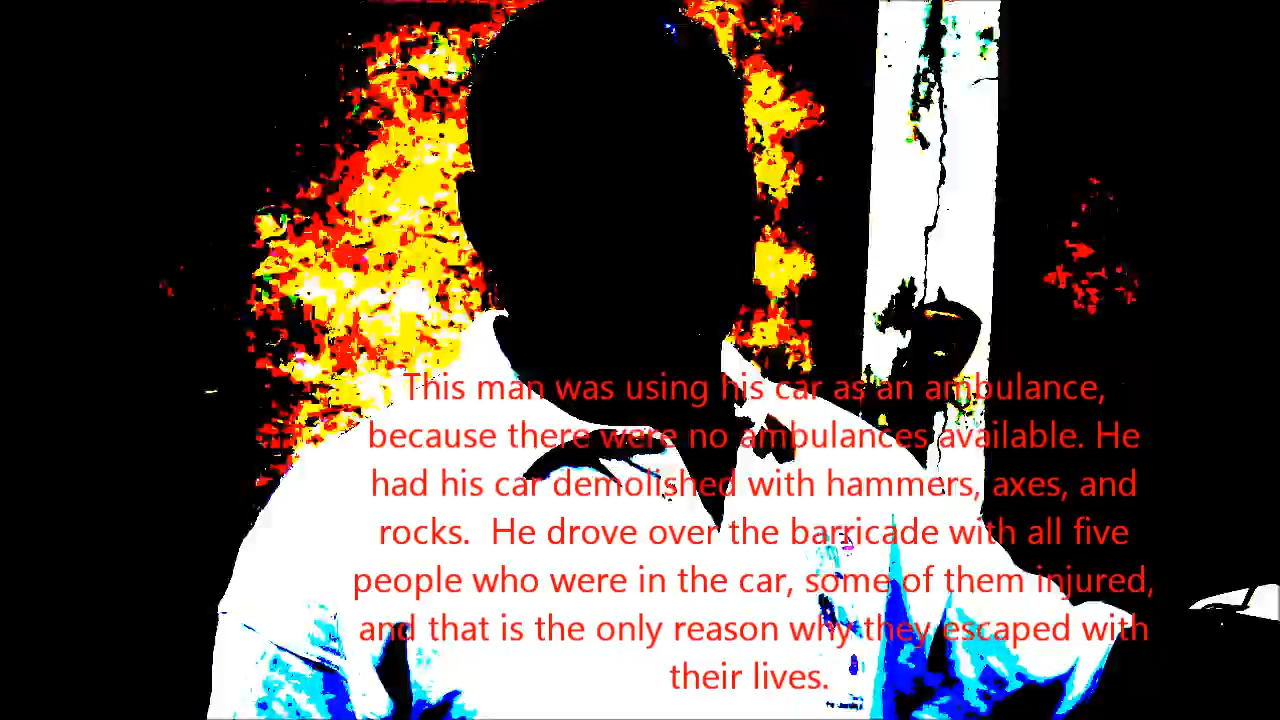 This man was using his car as an ambulance,
because there were no ambulances available. He
had his car demolished with hammers, axes, and
rocks.  He drove over the barricade with all five
people who were in the car, some of them injured,
and that is the only reason why they escaped with
their lives.